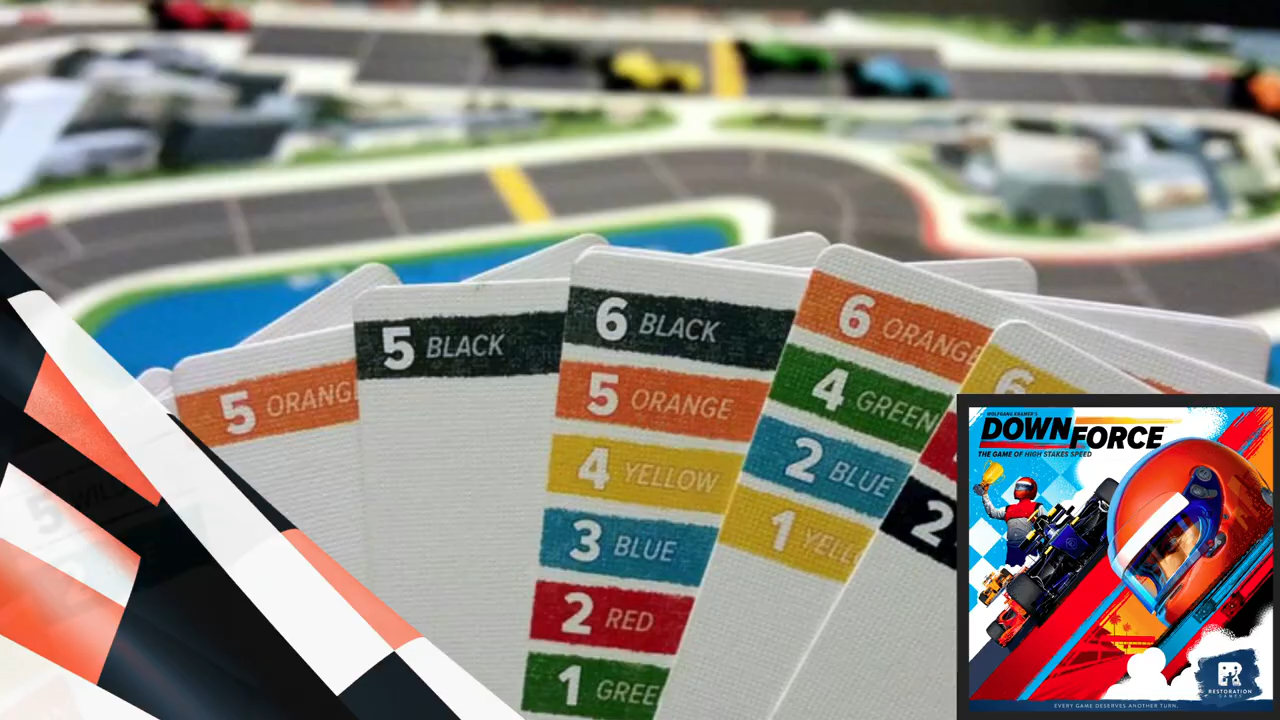 5 ORANG
5 BLACK
6 BLACK
5 ORANGE
4 YELLOW
3 BLUE
2 RED
1 GREE
6 ORANGE
4 GREEN
2 BLUE
1 YELL
6
2
5 WILD
WOLFGANG KRAMER'S
DOWNFORCE
THE GAME OF HIGH STAKES SPEED
RESTORATION
GAMES
EVERY GAME DESERVES ANOTHER TURN.